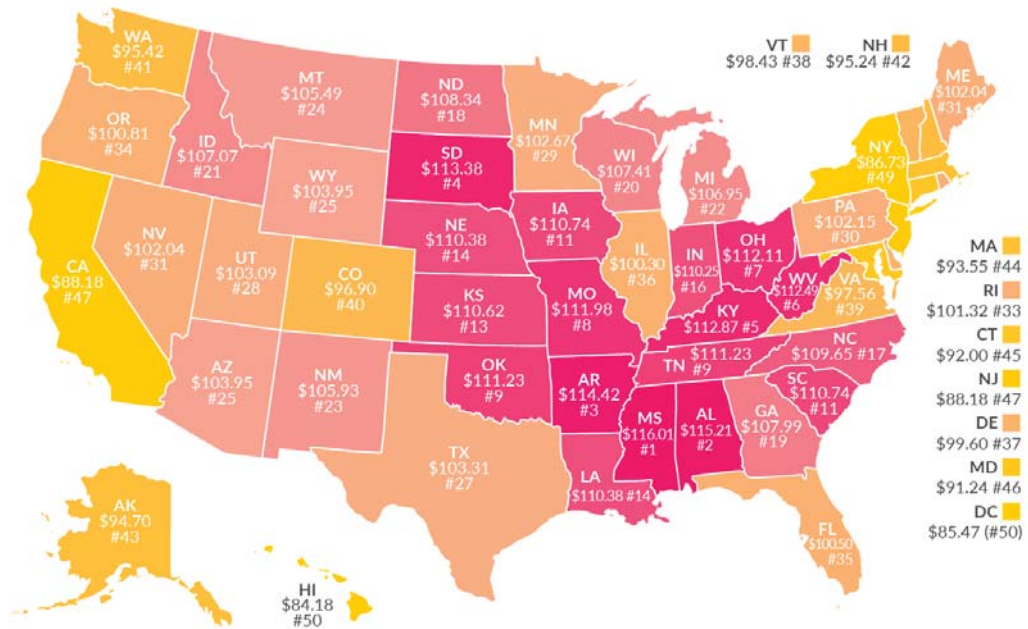 WA
$95.42
#41
OR
$100.81
#34
CA
$88.18
#47
ID
$107.07
#21
NV
$102.04
#31
MT
$105.49
#24
WY
$103.95
#25
UT
$103.09
#28
CO
$96.90
#40
AZ
$103.95
#25
NM
$105.93
#23
ND
$108.34
#18
SD
$113.38
#4
NE
$110.38
#14
KS
$110.62
#13
OK
$111.23
#9
TX
$103.31
#27
MN
$102.67
#29
IA
$110.74
#11
MO
$111.98
#8
AR
$114.42
#3
LA
$110.38 #14
WI
$107.41
#20
IL
$100.30
#36
MI
$106.95
#22
IN
$110.25
#16
OH
$112.11
#7
KY
$112.87 #5
TN
$111.23
#9
MS
$116.01
#1
AL
$115.21
#2
GA
$107.99
#19
FL
$100.50
#35
SC
$110.74
#11
NC
$109.65 #17
WV
$112.49
#6
VA
$97.56
#39
PA
$102.15
#30
NY
$86.73
#49
ME
$102.04
#31
VT
$98.43 #38
NH
$95.24 #42
MA
$93.55 #44
RI
$101.32 #33
CT
$92.00 #45
NJ
$88.18 #47
DE
$99.60 #37
MD
$91.24 #46
DC
$85.47 (#50)
AK
$94.70
#43
HI
$84.18
#50